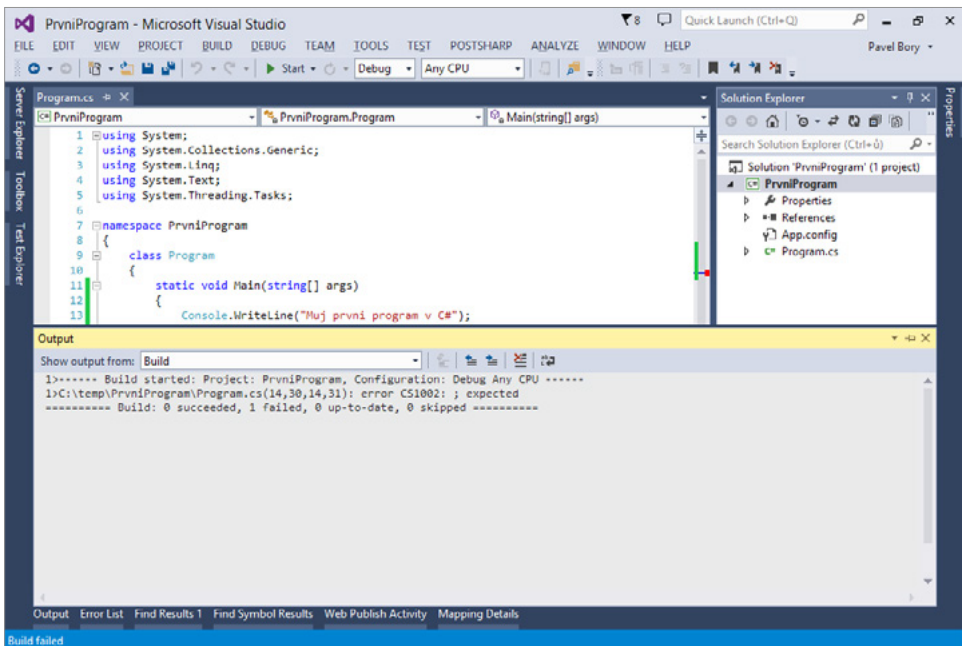 PrvniProgram - Microsoft Visual Studio
8
Quick Launch (Ctrl+Q)
FILE EDIT VIEW PROJECT BUILD DEBUG TEAM TOOLS TEST POSTSHARP ANALYZE WINDOW HELP
Pavel Bory
Start Debug Any CPU
Server Explorer
Toolbox
Test Explorer
Program.cs
PrvniProgram PrvniProgram.Program Main(string[] args)
1 using System;
2 using System.Collections.Generic;
3 using System.Linq;
4 using System.Text;
5 using System.Threading.Tasks;
6
7 namespace PrvniProgram
8 {
9 class Program
10 {
11 static void Main(string[] args)
12 {
13 Console.WriteLine("Muj prvni program v C#");
Solution Explorer
Search Solution Explorer (Ctrl+ů)
Solution 'PrvniProgram' (1 project)
C# PrvniProgram
Properties
References
App.config
C# Program.cs
Properties
Output
Show output from: Build
1>------ Build started: Project: PrvniProgram, Configuration: Debug Any CPU ------
1>C:\temp\PrvniProgram\Program.cs(14,30,14,31): error CS1002: ; expected
========== Build: 0 succeeded, 1 failed, 0 up-to-date, 0 skipped ==========
Output Error List Find Results 1 Find Symbol Results Web Publish Activity Mapping Details
Build failed